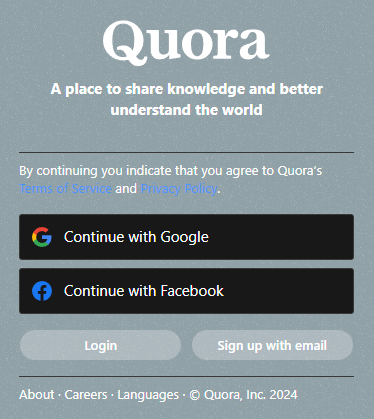 Quora
A place to share knowledge and better
understand the world
By continuing you indicate that you agree to Quora's
Terms of Service and Privacy Policy.
Continue with Google
Continue with Facebook
Login
Sign up with email
About · Careers · Languages · © Quora, Inc. 2024